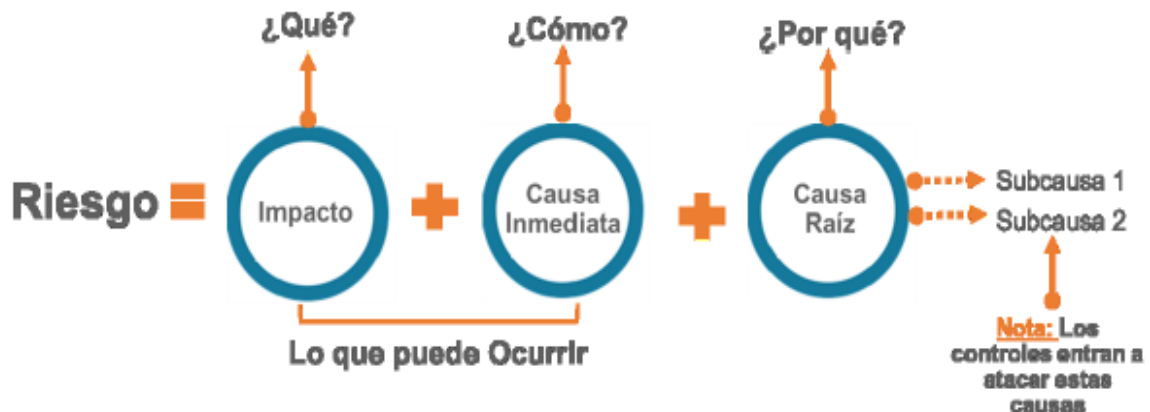 ¿Qué?
¿Cómo?
¿Por qué?
Riesgo =
Impacto
+
Causa
Inmediata
+
Causa
Raíz
Subcausa 1
Subcausa 2
Lo que puede Ocurrir
Nota: Los
controles entran a
atacar estas
causas